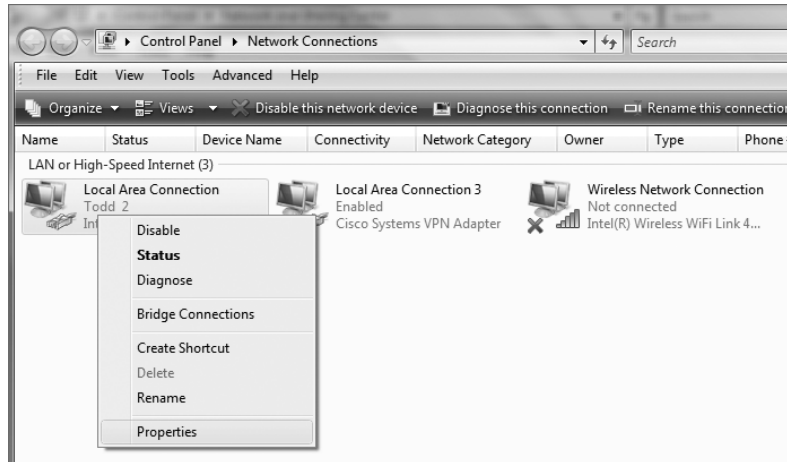 Control Panel ▸ Network Connections
Search
File Edit View Tools Advanced Help
Organize Views Disable this network device Diagnose this connection Rename this connection
Name Status Device Name Connectivity Network Category Owner Type Phone
LAN or High-Speed Internet (3)
Local Area Connection Local Area Connection 3 Wireless Network Connection
Todd 2 Enabled Not connected
Cisco Systems VPN Adapter Intel(R) Wireless WiFi Link 4...
Disable
Status
Diagnose
Bridge Connections
Create Shortcut
Delete
Rename
Properties